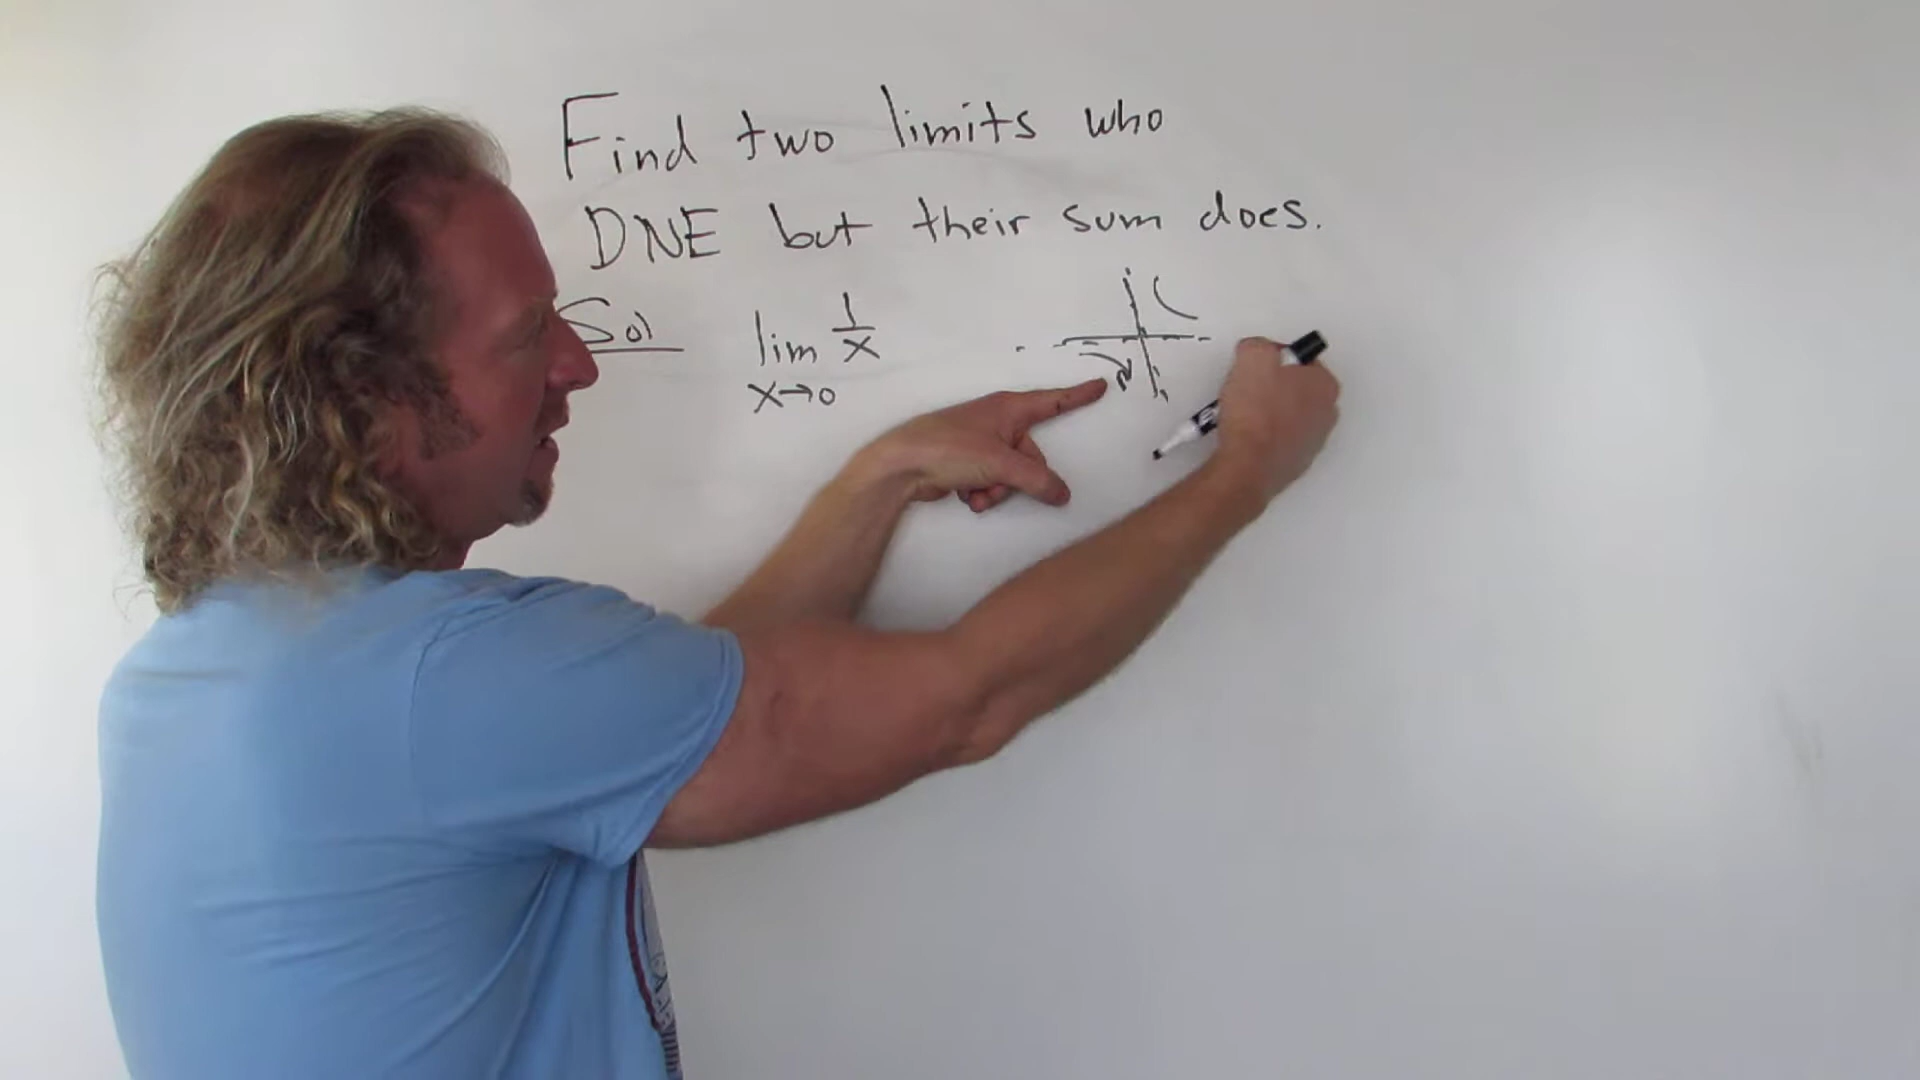 Find two limits who
DNE but their sum does.
Sol lim 1/x
x→0